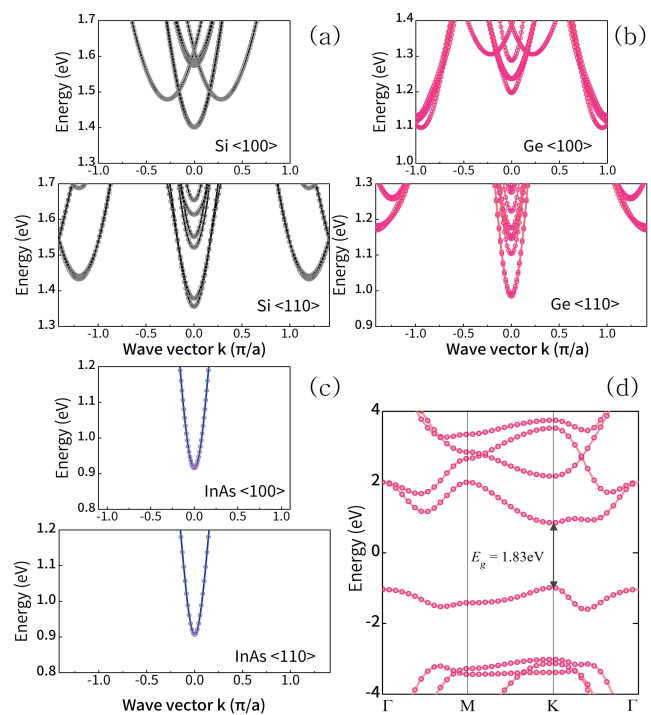 (a)
Energy (eV)
1.7
1.6
1.5
1.4
1.3
Si <100>
-1.0 -0.5 0.0 0.5 1.0
Energy (eV)
1.7
1.6
1.5
1.4
1.3
Si <110>
-1.0 -0.5 0.0 0.5 1.0
Wave vector k (π/a)
(b)
Energy (eV)
1.4
1.3
1.2
1.1
1.0
Ge <100>
-1.0 -0.5 0.0 0.5 1.0
Energy (eV)
1.3
1.2
1.1
1.0
0.9
Ge <110>
-1.0 -0.5 0.0 0.5 1.0
Wave vector k (π/a)
(c)
Energy (eV)
1.2
1.1
1.0
0.9
0.8
InAs <100>
-1.0 -0.5 0.0 0.5 1.0
Energy (eV)
1.2
1.1
1.0
0.9
0.8
InAs <110>
-1.0 -0.5 0.0 0.5 1.0
Wave vector k (π/a)
(d)
Energy (eV)
4
2
0
-2
-4
E_g = 1.83eV
Γ M K Γ